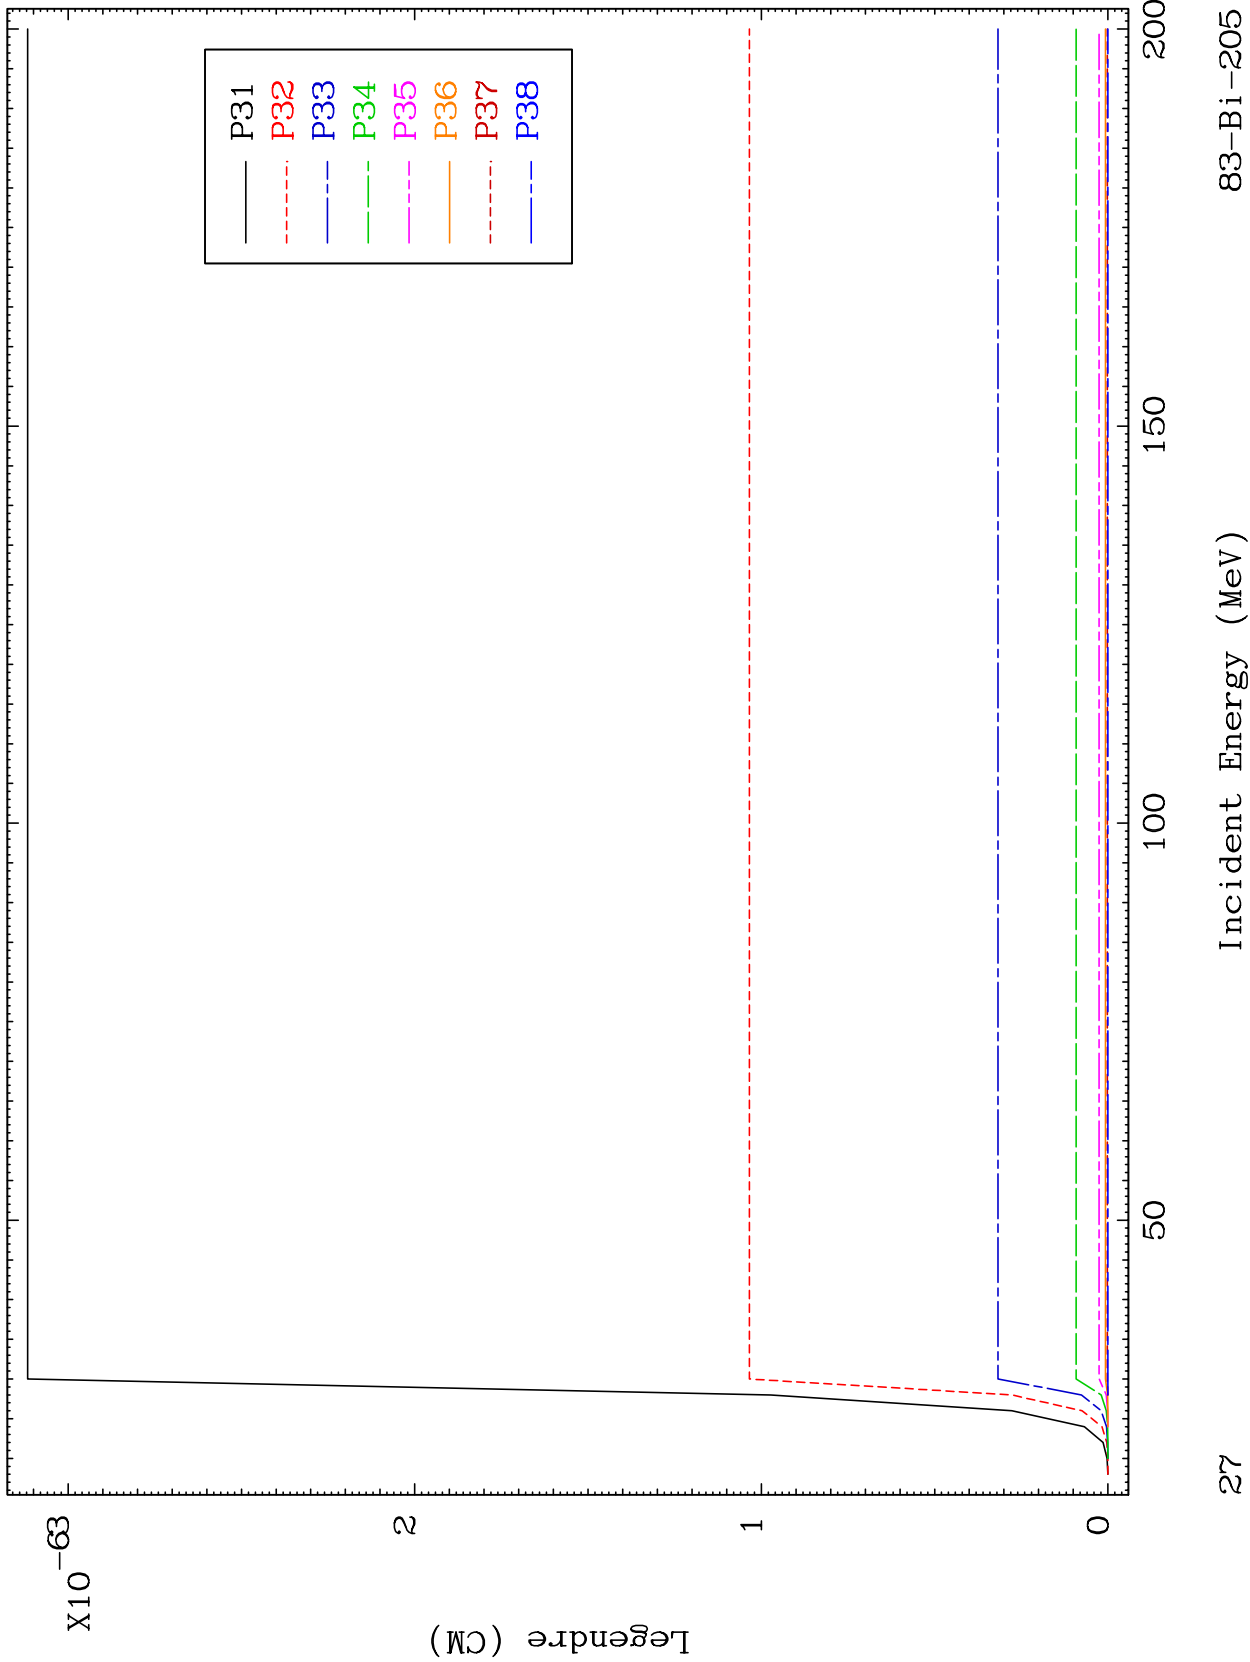 X10⁻⁶³
2
1
0
Legendre (CM)
P31
P32
P33
P34
P35
P36
P37
P38
50
100
150
200
27
Incident Energy (MeV)
83-Bi-205